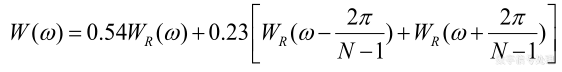 W(ω) = 0.54W_R(ω) + 0.23[W_R(ω − 2π/(N−1)) + W_R(ω + 2π/(N−1))]